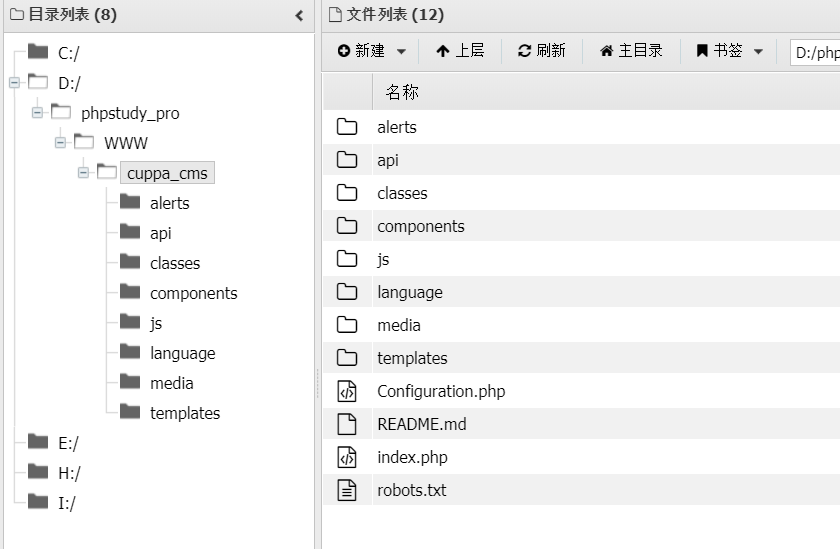 目录列表 (8)
C:/
D:/
phpstudy_pro
WWW
cuppa_cms
alerts
api
classes
components
js
language
media
templates
E:/
H:/
I:/
文件列表 (12)
新建 上层 刷新 主目录 书签 D:/php
名称
alerts
api
classes
components
js
language
media
templates
Configuration.php
README.md
index.php
robots.txt